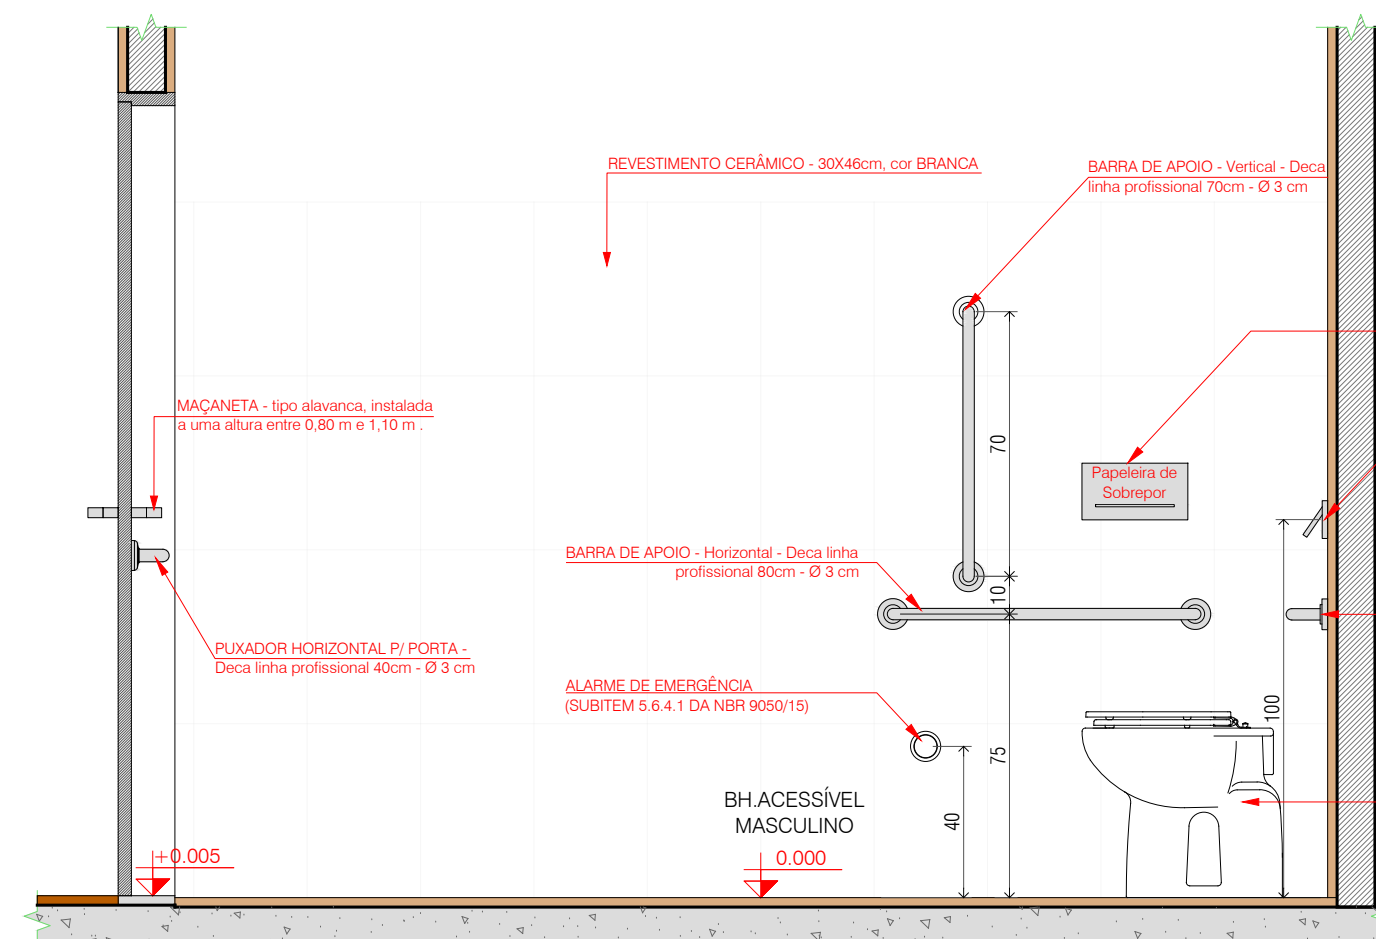 REVESTIMENTO CERÂMICO - 30X46cm, cor BRANCA
BARRA DE APOIO - Vertical - Deca
linha profissional 70cm - Ø 3 cm
MAÇANETA - tipo alavanca, instalada
a uma altura entre 0,80 m e 1,10 m .
70
Papeleira de
Sobrepor
BARRA DE APOIO - Horizontal - Deca linha
profissional 80cm - Ø 3 cm
10
PUXADOR HORIZONTAL P/ PORTA -
Deca linha profissional 40cm - Ø 3 cm
ALARME DE EMERGÊNCIA
(SUBITEM 5.6.4.1 DA NBR 9050/15)
100
75
40
BH.ACESSÍVEL
MASCULINO
+0.005
0.000